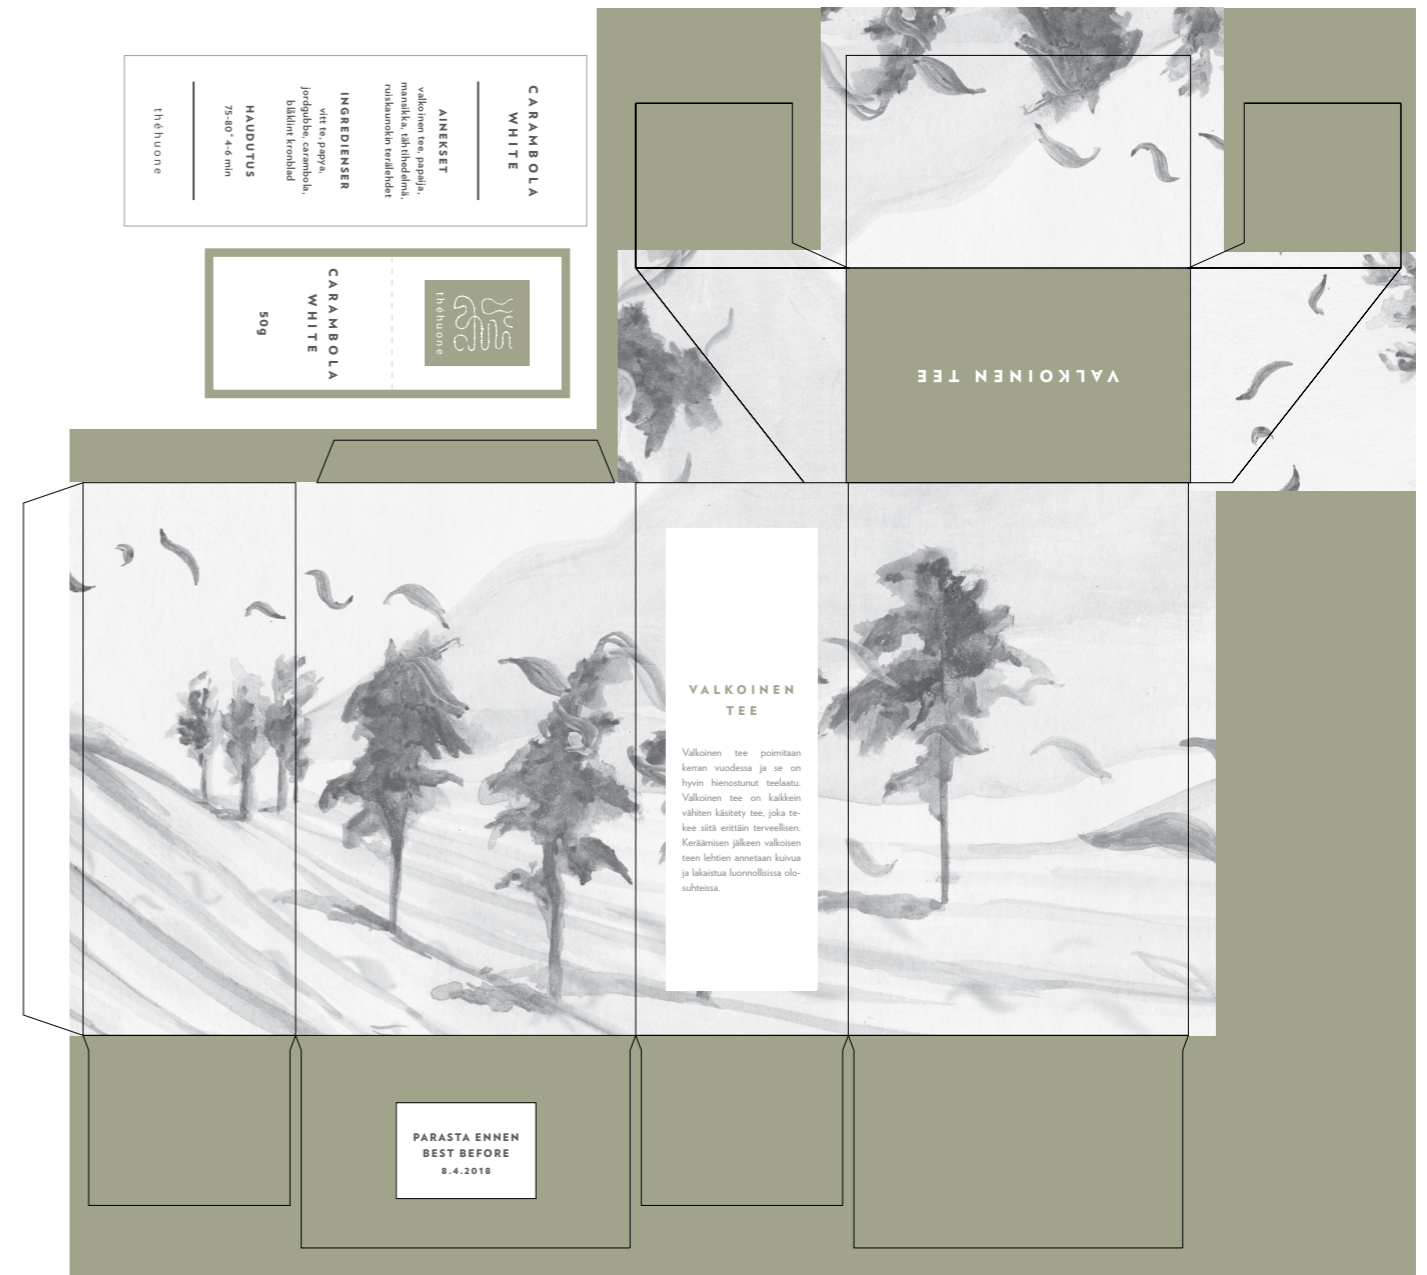 CARAMBOLA
WHITE
AINEKSET
valkoinen tee, papaija,
mansikka, tähtihedelmä,
ruiskaunokin terälehdet
INGREDIENSER
vitt te, papya,
jordgubbe, carambola,
bläklint kronblad
HAUDUTUS
75-80° 4-6 min
théhuone
théhuone
CARAMBOLA
WHITE
50g
VALKOINEN TEE
VALKOINEN
TEE
Valkoinen tee poimitaan
kerran vuodessa ja se on
hyvin hienostunut teelaatu.
Valkoinen tee on kaikkein
vähiten käsitety tee, joka te-
kee siitä erittäin terveellisen.
Keräämisen jälkeen valkoisen
teen lehtien annetaan kuivua
ja lakaistua luonnollisissa olo-
suhteissa.
PARASTA ENNEN
BEST BEFORE
8.4.2018